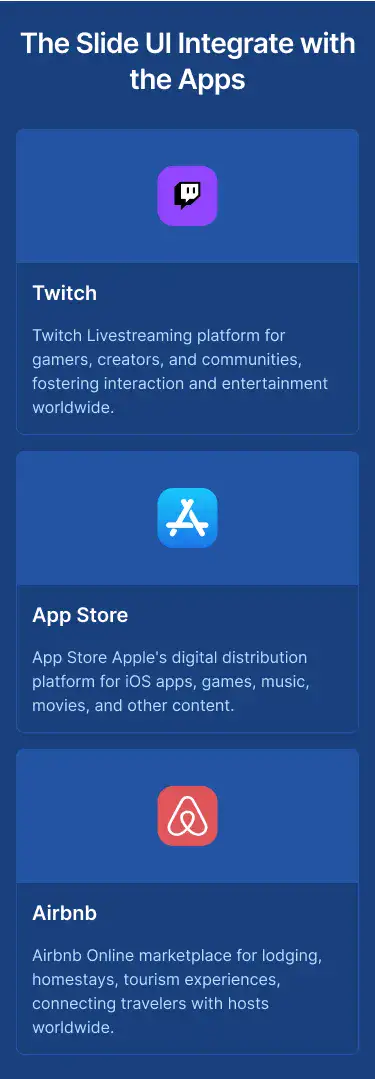 The Slide UI Integrate with
the Apps
Twitch
Twitch Livestreaming platform for
gamers, creators, and communities,
fostering interaction and entertainment
worldwide.
App Store
App Store Apple's digital distribution
platform for iOS apps, games, music,
movies, and other content.
Airbnb
Airbnb Online marketplace for lodging,
homestays, tourism experiences,
connecting travelers with hosts
worldwide.